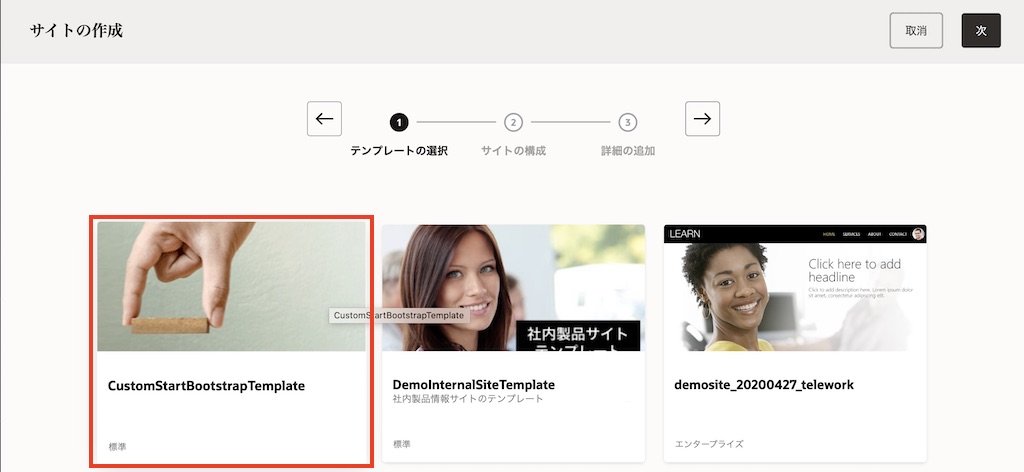 サイトの作成
取消
次
1
2
3
テンプレートの選択
サイトの構成
詳細の追加
LEARN
HOME SERVICES ABOUT CONTACT
Click here to add
headline
Click to add description here. Lorem ipsum dolor
sit amet, consectetur adipiscing elit.
CustomStartBootstrapTemplate
社内製品サイト
テンプレート
CustomStartBootstrapTemplate
標準
DemoInternalSiteTemplate
社内製品情報サイトのテンプレート
標準
demosite_20200427_telework
エンタープライズ